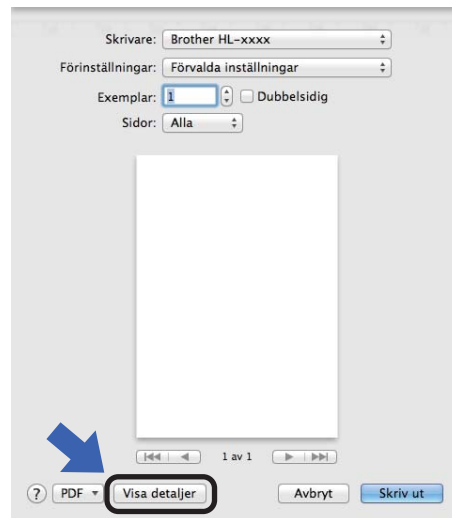 Skrivare: Brother HL-xxxx
Förinställningar: Förvalda inställningar
Exemplar: 1 Dubbelsidig
Sidor: Alla
1 av 1
? PDF Visa detaljer Avbryt Skriv ut